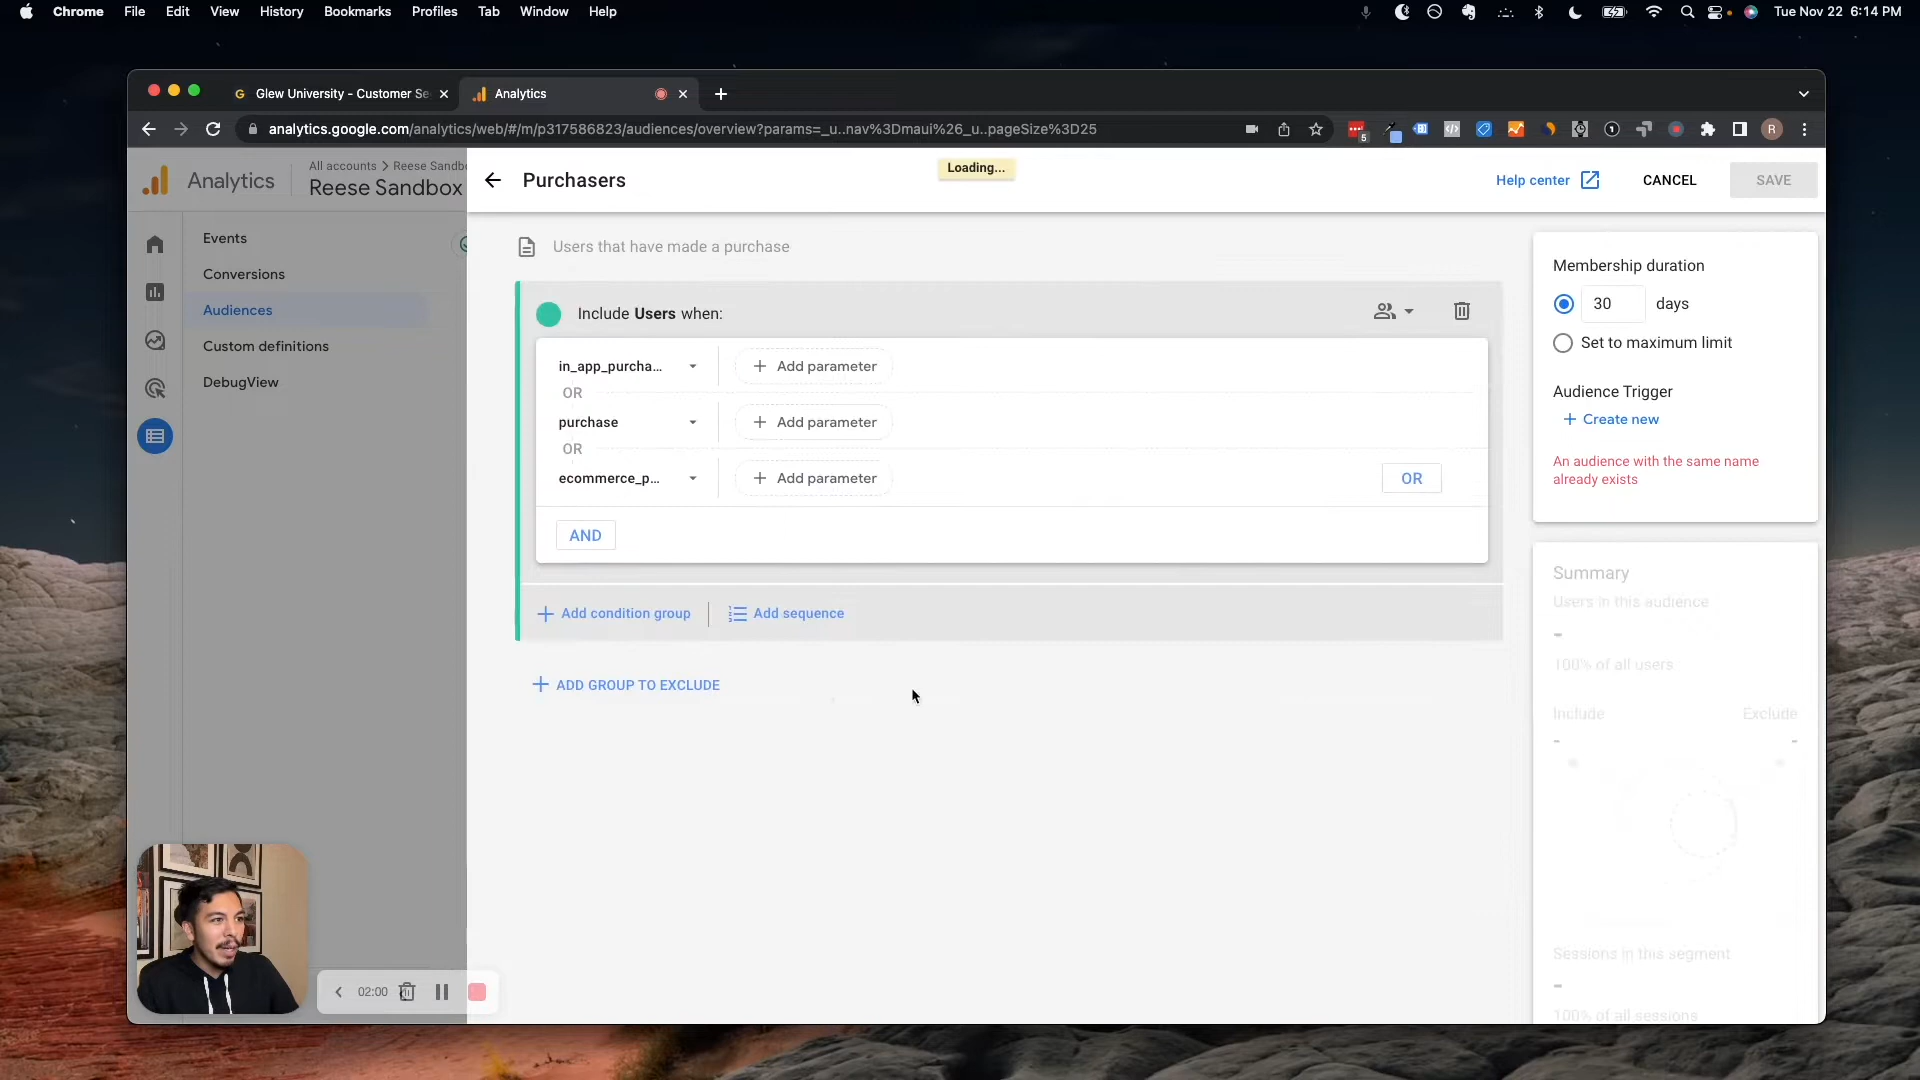 Chrome File Edit View History Bookmarks Profiles Tab Window Help
Tue Nov 22 6:14 PM
Glew University - Customer Se
Analytics
analytics.google.com/analytics/web/#/m/p317586823/audiences/overview?params=_u..nav%3Dmaui%26_u..pageSize%3D25
5
R
Analytics
All accounts > Reese Sandb
Reese Sandbox
Purchasers
Loading...
Help center
CANCEL
SAVE
Events
Conversions
Audiences
Custom definitions
DebugView
Users that have made a purchase
Include Users when:
in_app_purcha...
+ Add parameter
OR
purchase
+ Add parameter
OR
ecommerce_p...
+ Add parameter
OR
AND
+ Add condition group
Add sequence
+ ADD GROUP TO EXCLUDE
Membership duration
30 days
Set to maximum limit
Audience Trigger
+ Create new
An audience with the same name
already exists
Summary
Users in this audience
-
100% of all users
Include Exclude
- -
Sessions in this segment
-
100% of all sessions
02:00